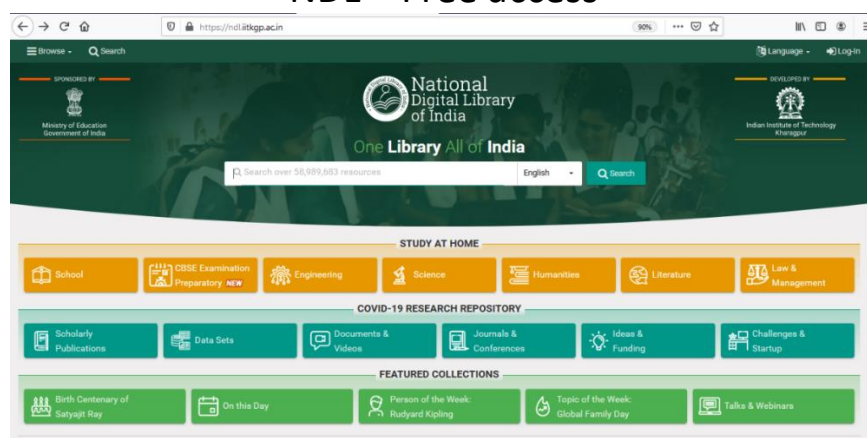 NDL – Free access
https://ndl.iitkgp.ac.in
90%
Browse
Search
Language
Log-In
SPONSORED BY
Ministry of Education
Government of India
National
Digital Library
of India
One Library All of India
DEVELOPED BY
Indian Institute of Technology
Kharagpur
Search over 58,989,683 resources
English
Search
STUDY AT HOME
School
CBSE Examination
Preparatory NEW
Engineering
Science
Humanities
Literature
Law &
Management
COVID-19 RESEARCH REPOSITORY
Scholarly
Publications
Data Sets
Documents &
Videos
Journals &
Conferences
Ideas &
Funding
Challenges &
Startup
FEATURED COLLECTIONS
Birth Centenary of
Satyajit Ray
On this Day
Person of the Week:
Rudyard Kipling
Topic of the Week:
Global Family Day
Talks & Webinars